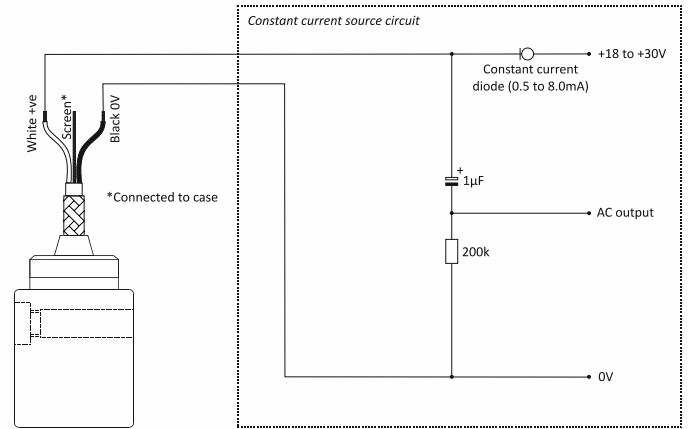 Constant current source circuit
+18 to +30V
Constant current
diode (0.5 to 8.0mA)
White +ve
Screen*
Black 0V
+
1µF
*Connected to case
AC output
200k
0V